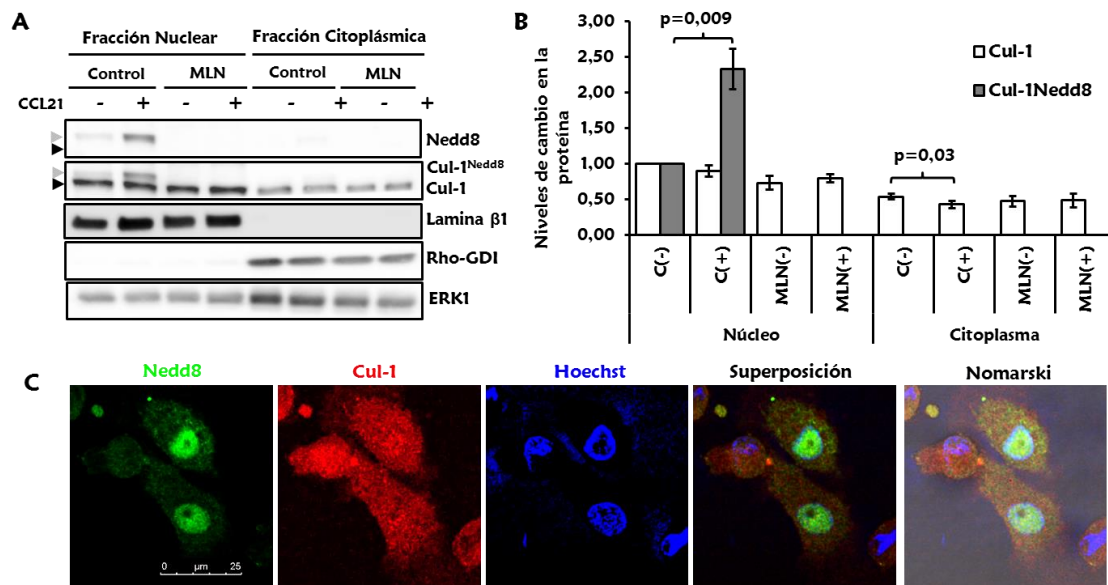 A
Fracción Nuclear Fracción Citoplásmica
Control MLN Control MLN
CCL21 - + - + - + - +
Nedd8
Cul-1Nedd8
Cul-1
Lamina β1
Rho-GDI
ERK1
B
Niveles de cambio en la
proteína
3,00
2,50
2,00
1,50
1,00
0,50
0,00
p=0,009
p=0,03
Cul-1
Cul-1Nedd8
C(-) C(+) MLN(-) MLN(+) C(-) C(+) MLN(-) MLN(+)
Núcleo Citoplasma
C
Nedd8 Cul-1 Hoechst Superposición Nomarski
0 µm 25